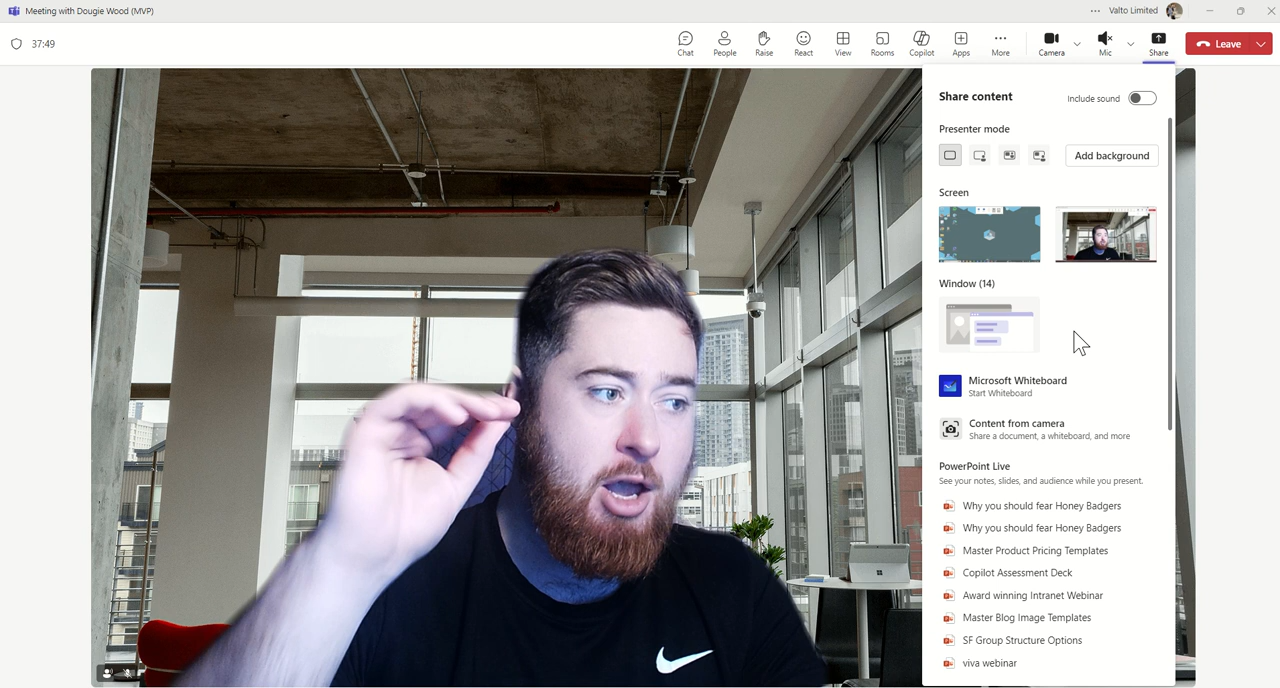 Meeting with Dougie Wood (MVP)
Valto Limited
37:49
Chat
People
Raise
React
View
Rooms
Copilot
Apps
More
Camera
Mic
Share
Leave
Share content
Include sound
Presenter mode
Add background
Screen
Window (14)
Microsoft Whiteboard
Start Whiteboard
Content from camera
Share a document, a whiteboard, and more
PowerPoint Live
See your notes, slides, and audience while you present.
Why you should fear Honey Badgers
Why you should fear Honey Badgers
Master Product Pricing Templates
Copilot Assessment Deck
Award winning Intranet Webinar
Master Blog Image Templates
SF Group Structure Options
viva webinar